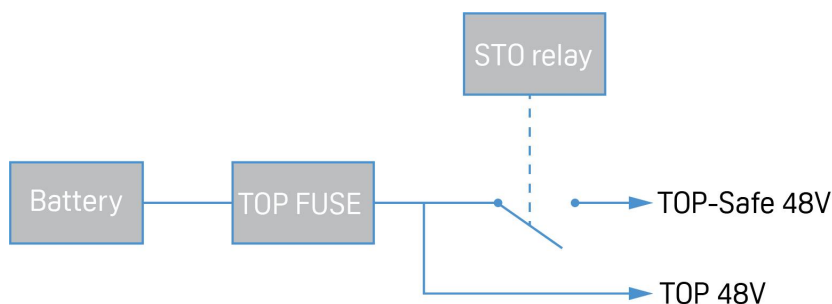 STO relay
Battery
TOP FUSE
TOP-Safe 48V
TOP 48V